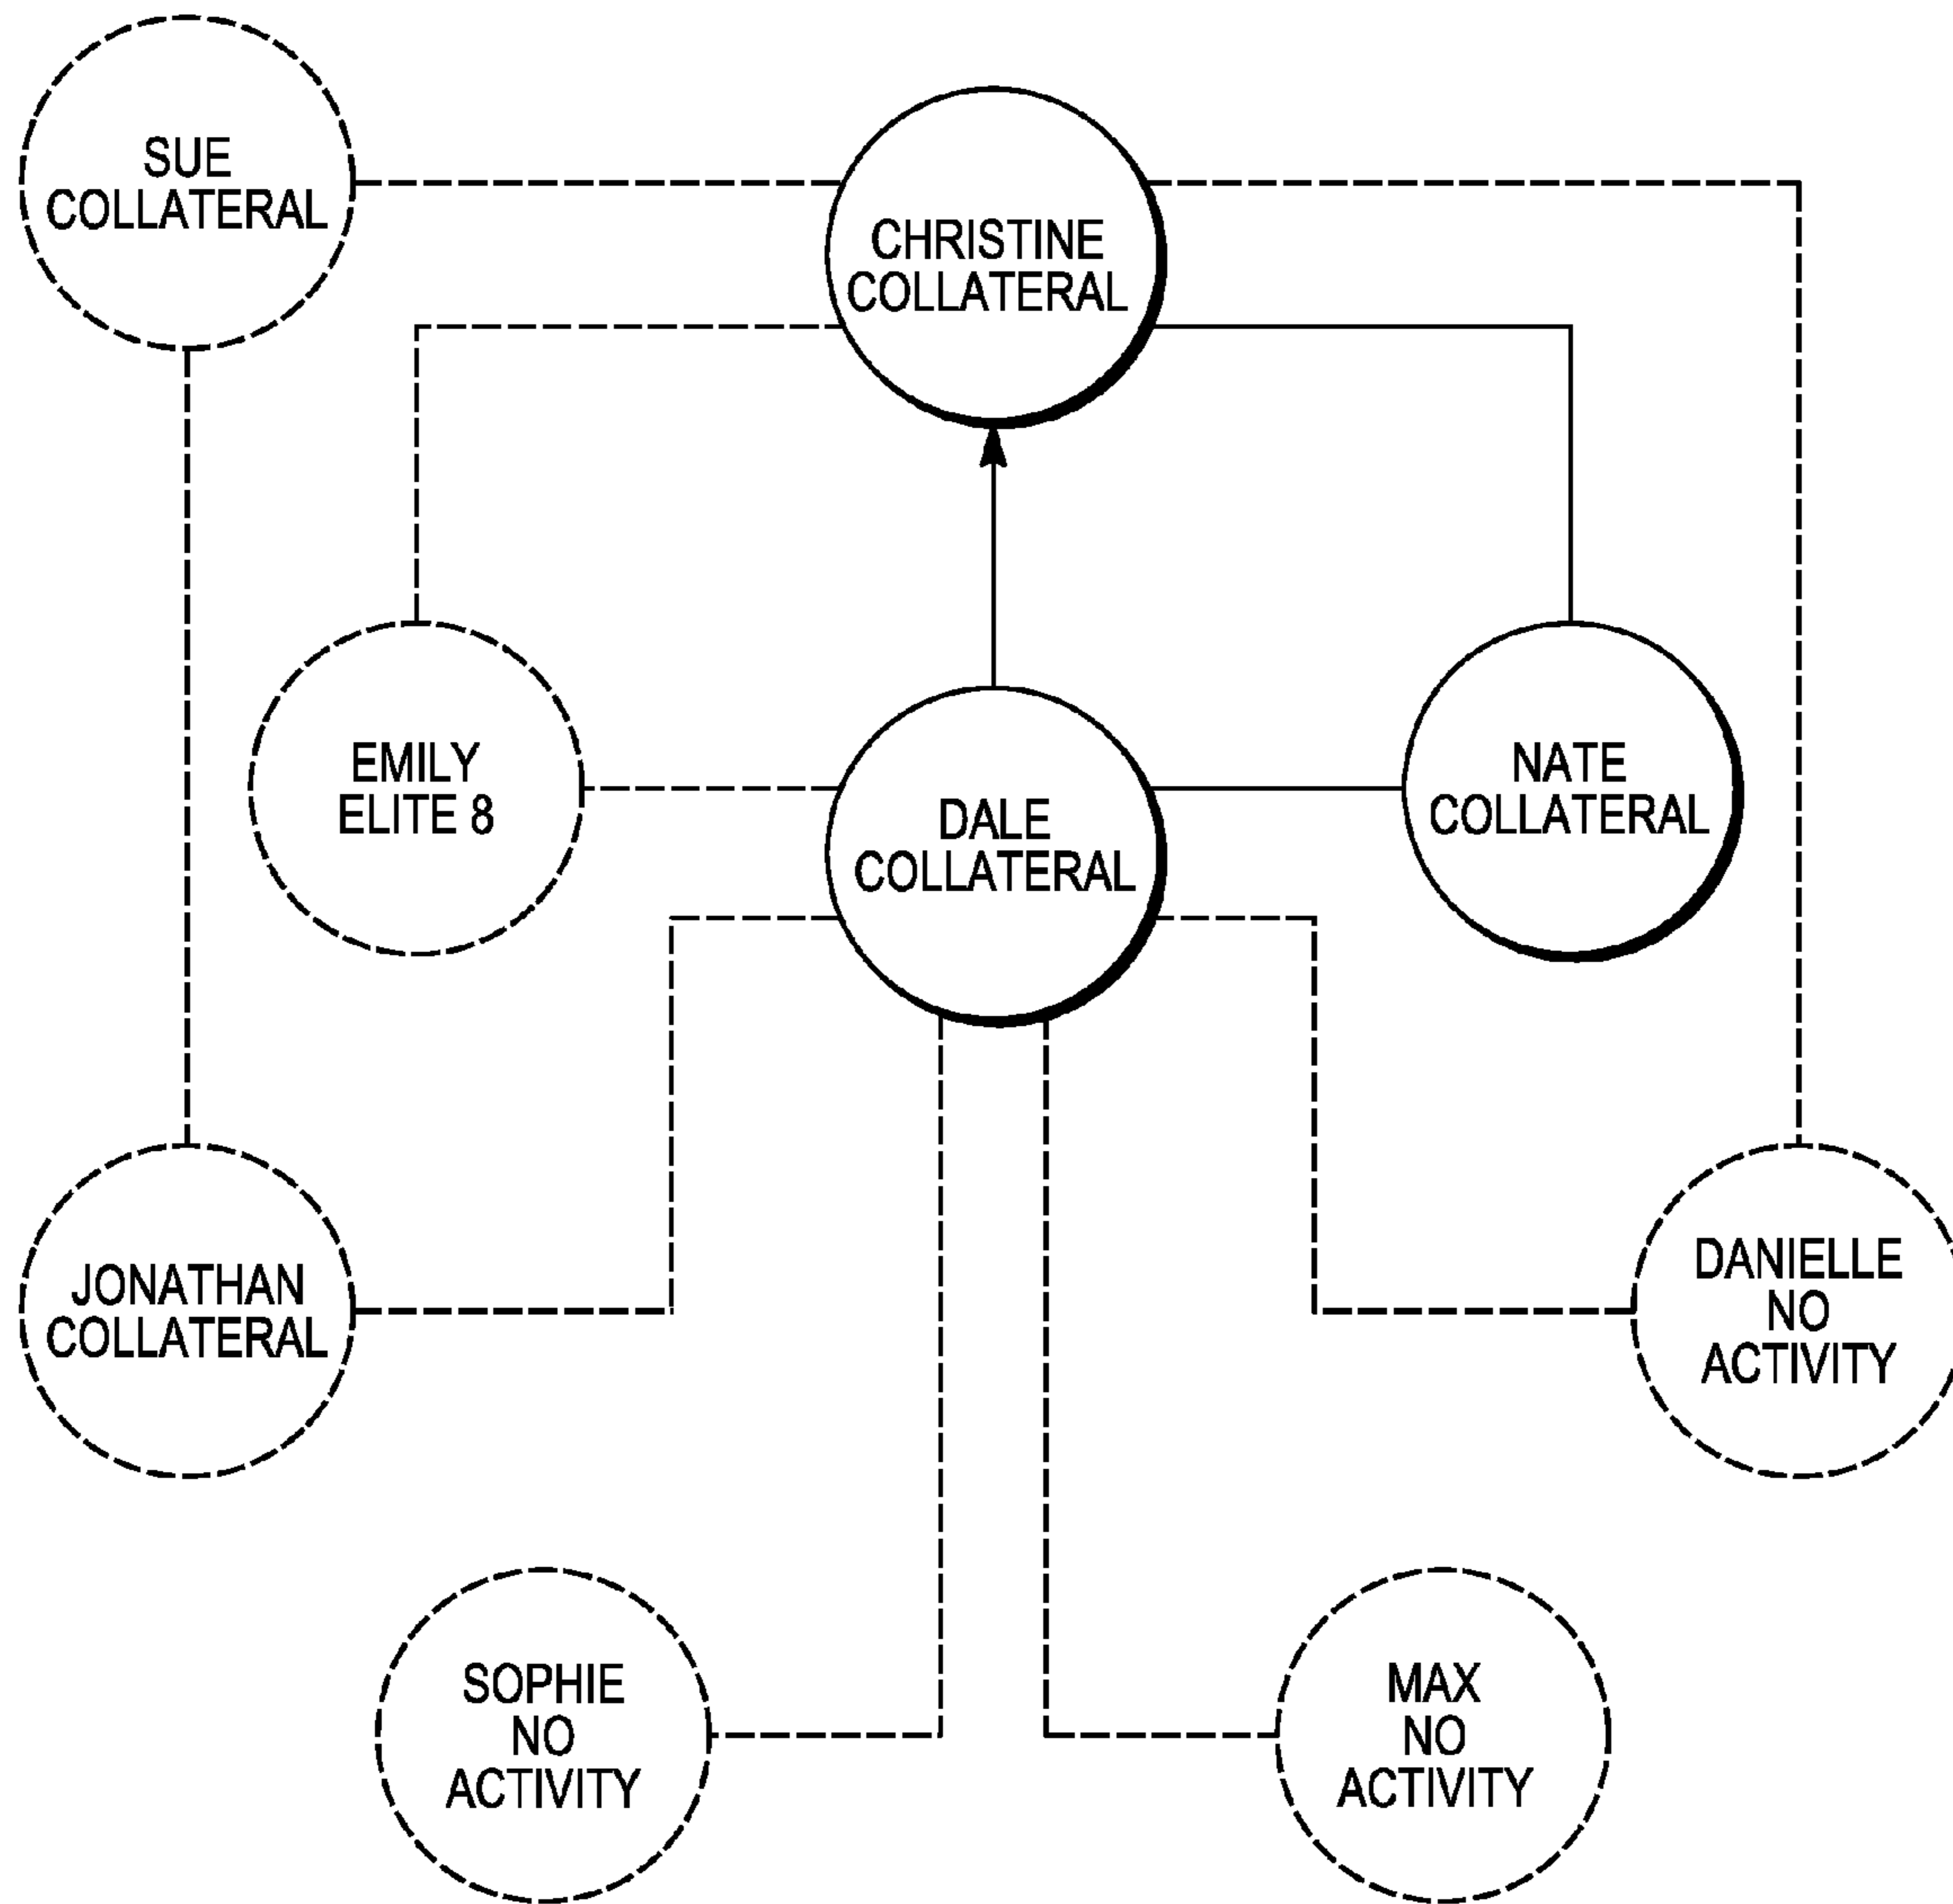 SUE
COLLATERAL
CHRISTINE
COLLATERAL
EMILY
ELITE 8
DALE
COLLATERAL
NATE
COLLATERAL
JONATHAN
COLLATERAL
DANIELLE
NO
ACTIVITY
SOPHIE
NO
ACTIVITY
MAX
NO
ACTIVITY